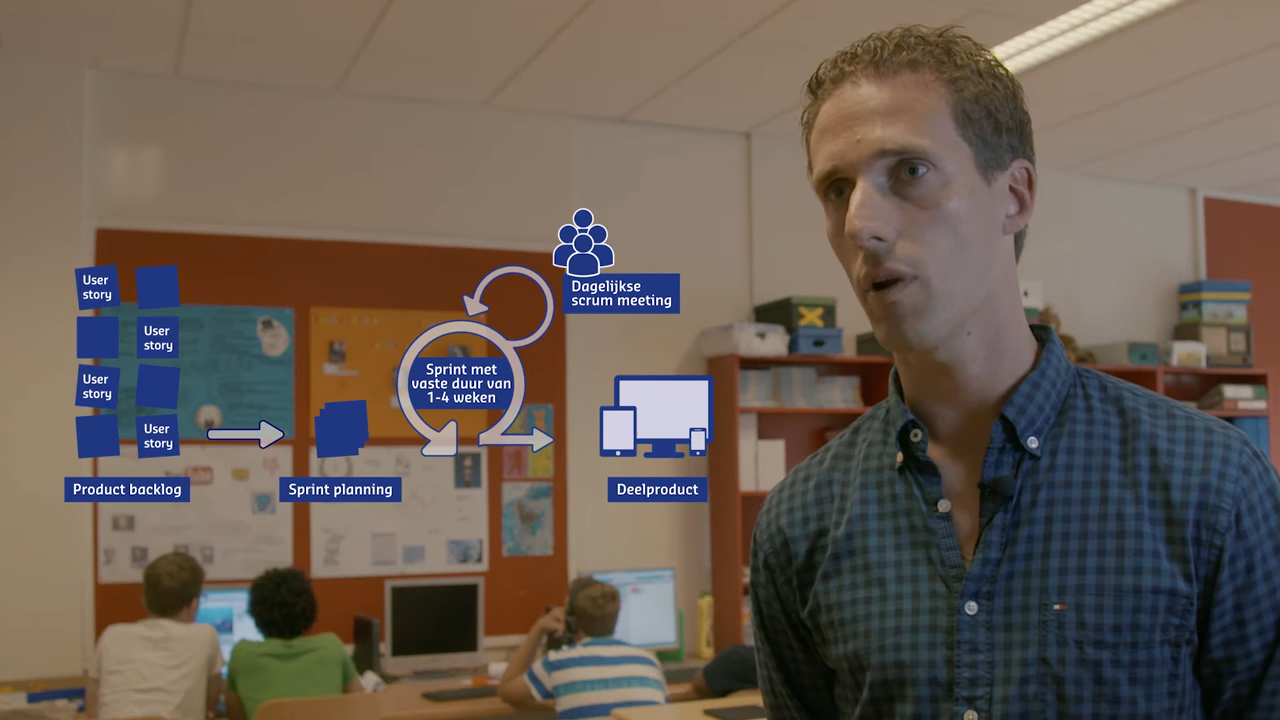 User
story
User
story
User
story
User
story
Product backlog
Sprint planning
Sprint met
vaste duur van
1-4 weken
Dagelijkse
scrum meeting
Deelproduct
YouTube